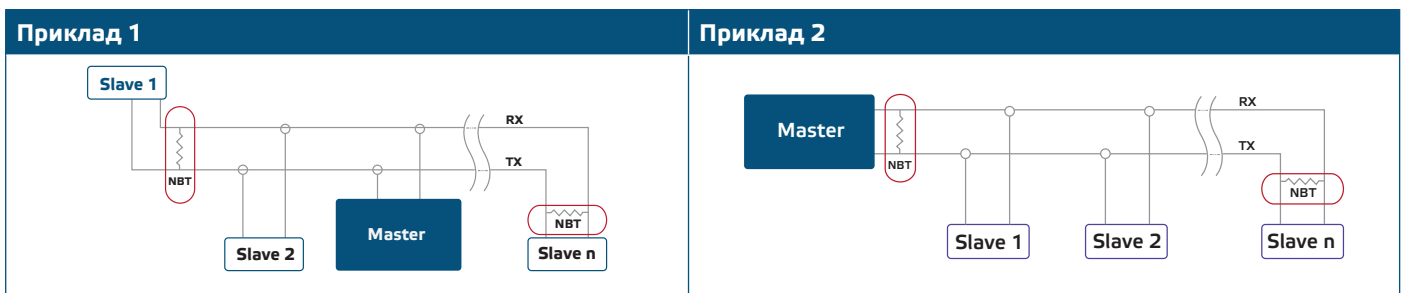 Приклад 1
Slave 1
RX
TX
NBT
NBT
Slave 2
Master
Slave n
Приклад 2
Master
RX
TX
NBT
NBT
Slave 1
Slave 2
Slave n